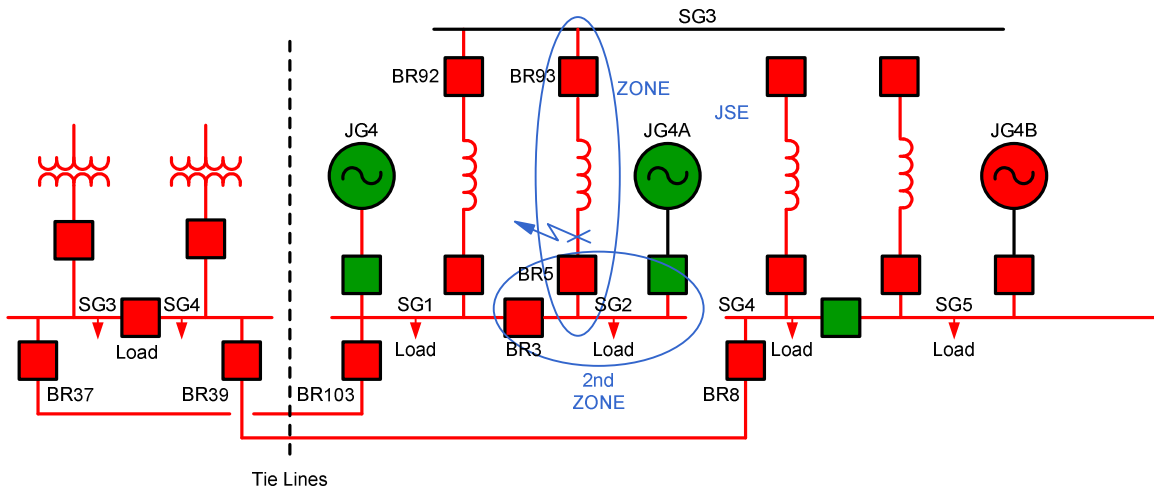 SG3
BR92
BR93
ZONE
JSE
JG4
JG4A
JG4B
BR5
SG3
SG4
SG1
SG2
SG4
SG5
Load
Load
BR3
Load
Load
Load
BR37
BR39
BR103
2nd
ZONE
BR8
Tie Lines